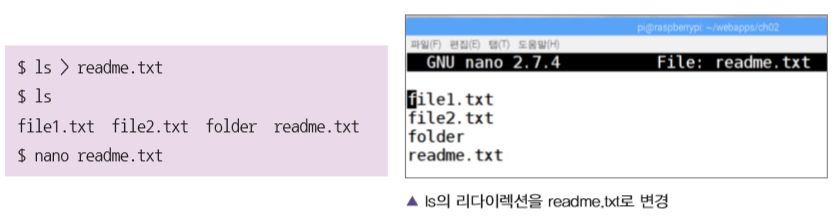 $ ls > readme.txt
$ ls
file1.txt file2.txt folder readme.txt
$ nano readme.txt
pi@raspberrypi: ~/webapps/ch02
파일(F) 편집(E) 탭(T) 도움말(H)
GNU nano 2.7.4 File: readme.txt
file1.txt
file2.txt
folder
readme.txt
▲ ls의 리다이렉션을 readme.txt로 변경